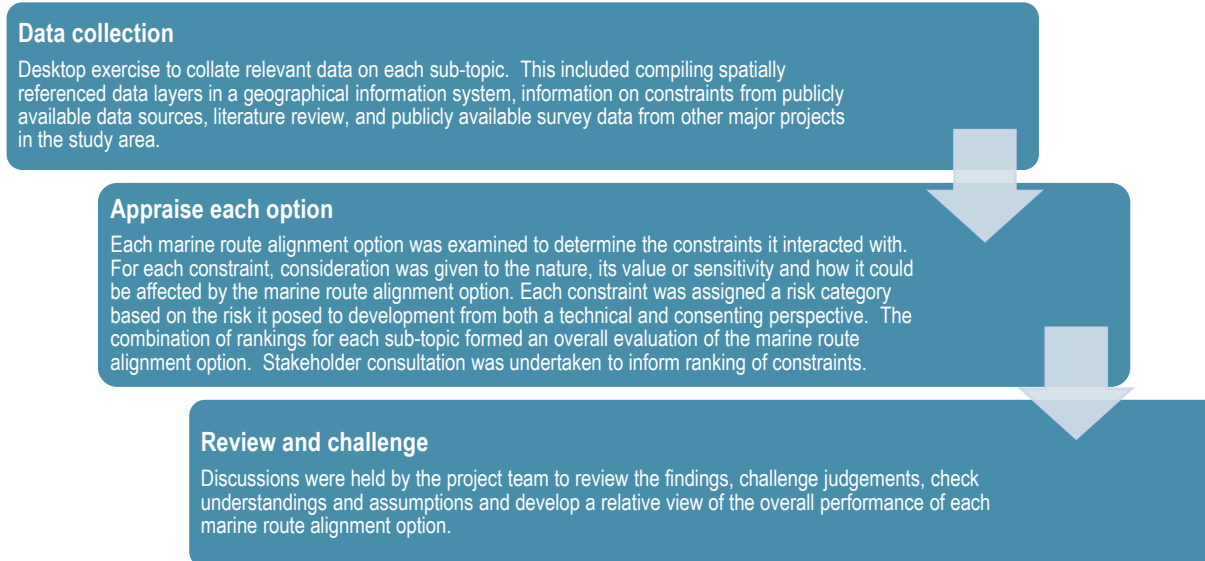 Data collection
Desktop exercise to collate relevant data on each sub-topic.  This included compiling spatially
referenced data layers in a geographical information system, information on constraints from publicly
available data sources, literature review, and publicly available survey data from other major projects
in the study area.
Appraise each option
Each marine route alignment option was examined to determine the constraints it interacted with.
For each constraint, consideration was given to the nature, its value or sensitivity and how it could
be affected by the marine route alignment option. Each constraint was assigned a risk category
based on the risk it posed to development from both a technical and consenting perspective.  The
combination of rankings for each sub-topic formed an overall evaluation of the marine route
alignment option.  Stakeholder consultation was undertaken to inform ranking of constraints.
Review and challenge
Discussions were held by the project team to review the findings, challenge judgements, check
understandings and assumptions and develop a relative view of the overall performance of each
marine route alignment option.